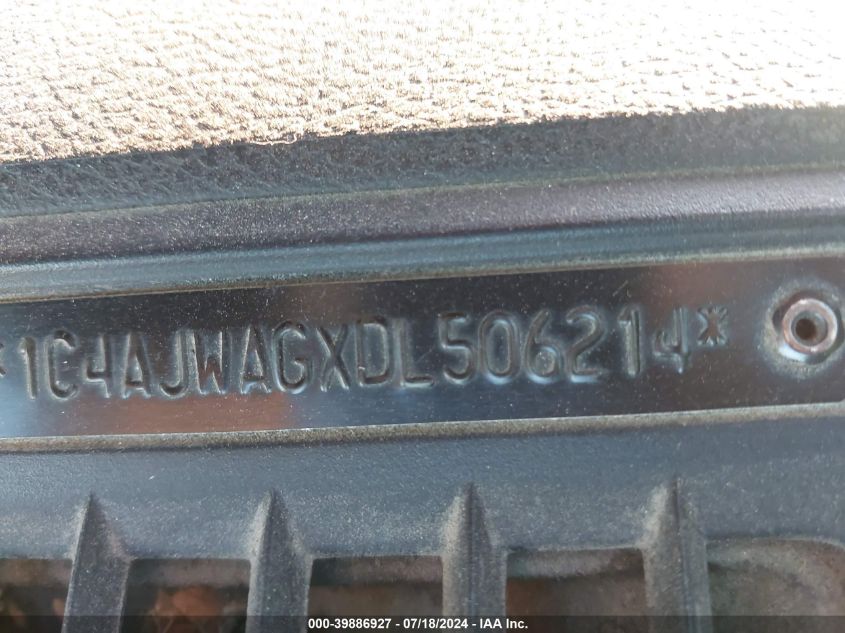 *1C4AJWAGXDL506214*
000-39886927 / 07/18/2024 - IAA Inc.